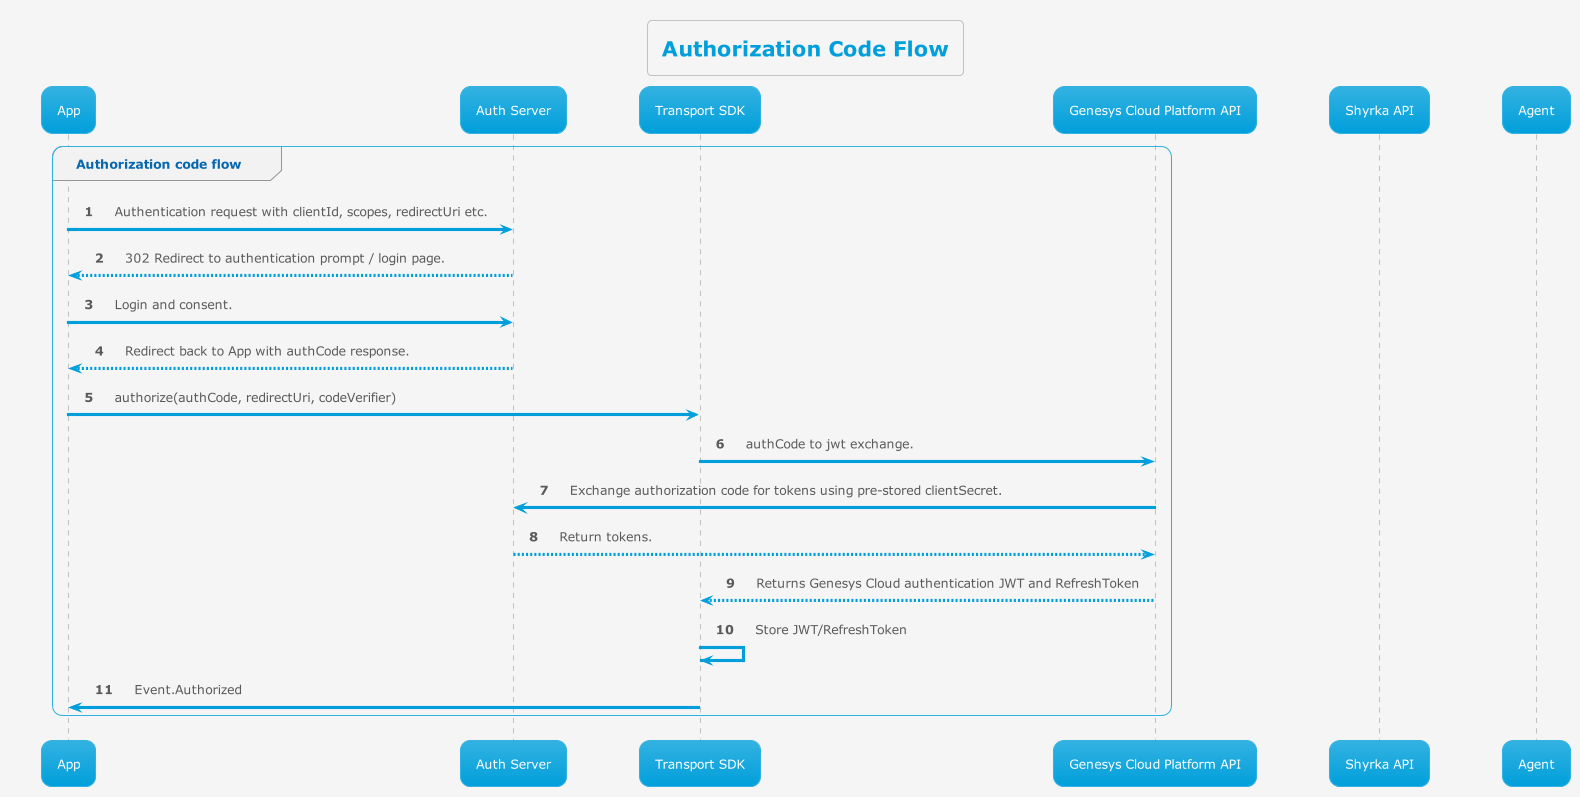 Authorization Code Flow
App
Auth Server
Transport SDK
Genesys Cloud Platform API
Shyrka API
Agent
Authorization code flow
1 Authentication request with clientId, scopes, redirectUri etc.
2 302 Redirect to authentication prompt / login page.
3 Login and consent.
4 Redirect back to App with authCode response.
5 authorize(authCode, redirectUri, codeVerifier)
6 authCode to jwt exchange.
7 Exchange authorization code for tokens using pre-stored clientSecret.
8 Return tokens.
9 Returns Genesys Cloud authentication JWT and RefreshToken
10 Store JWT/RefreshToken
11 Event.Authorized
App
Auth Server
Transport SDK
Genesys Cloud Platform API
Shyrka API
Agent